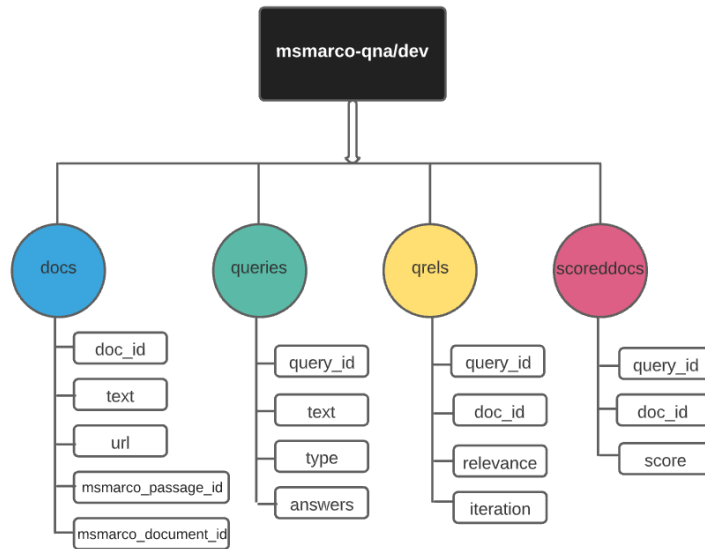 msmarco-qna/dev
docs
queries
qrels
scoreddocs
doc_id
text
url
msmarco_passage_id
msmarco_document_id
query_id
text
type
answers
query_id
doc_id
relevance
iteration
query_id
doc_id
score